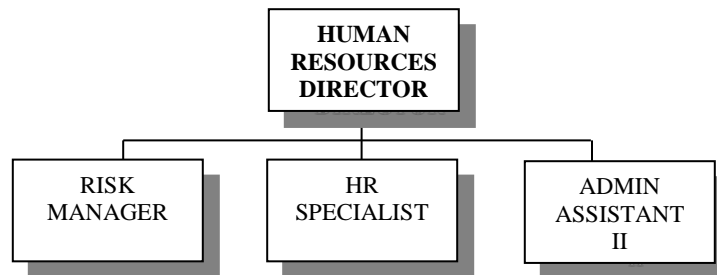 HUMAN
RESOURCES
DIRECTOR
RISK
MANAGER
HR
SPECIALIST
ADMIN
ASSISTANT
II